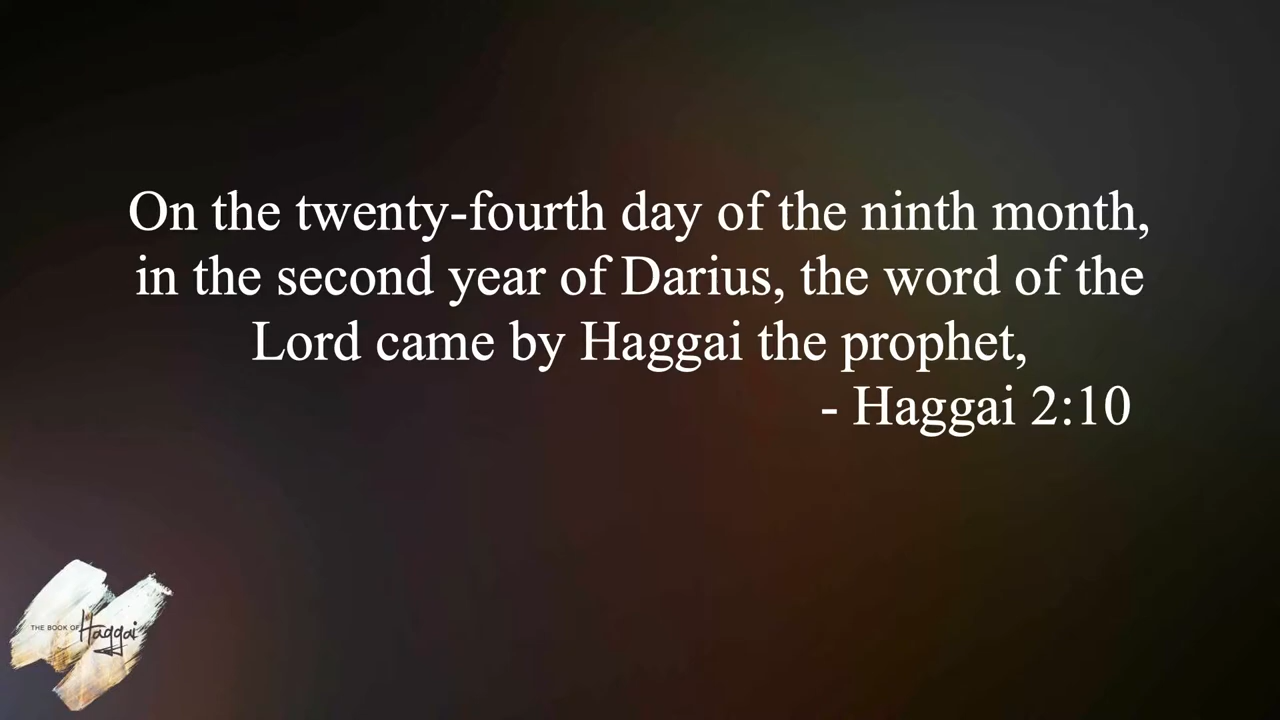 On the twenty-fourth day of the ninth month,
in the second year of Darius, the word of the
Lord came by Haggai the prophet,
- Haggai 2:10
THE BOOK OF Haggai